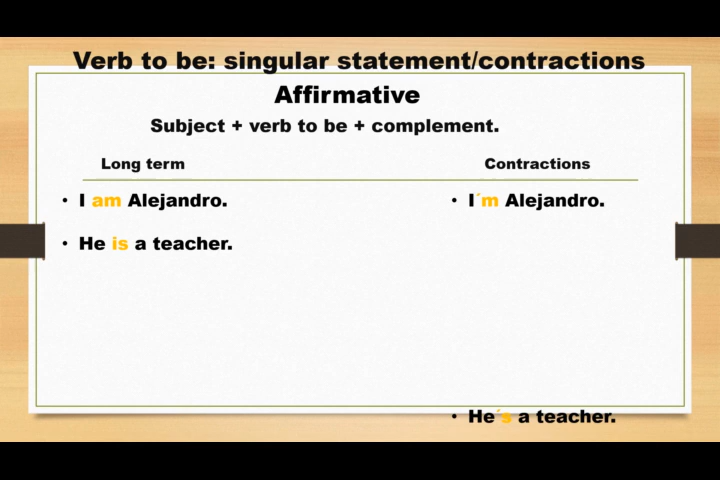 Verb to be: singular statement/contractions
Affirmative
Subject + verb to be + complement.
Long term
Contractions
• I am Alejandro.
• I´m Alejandro.
• He is a teacher.
• He´s a teacher.